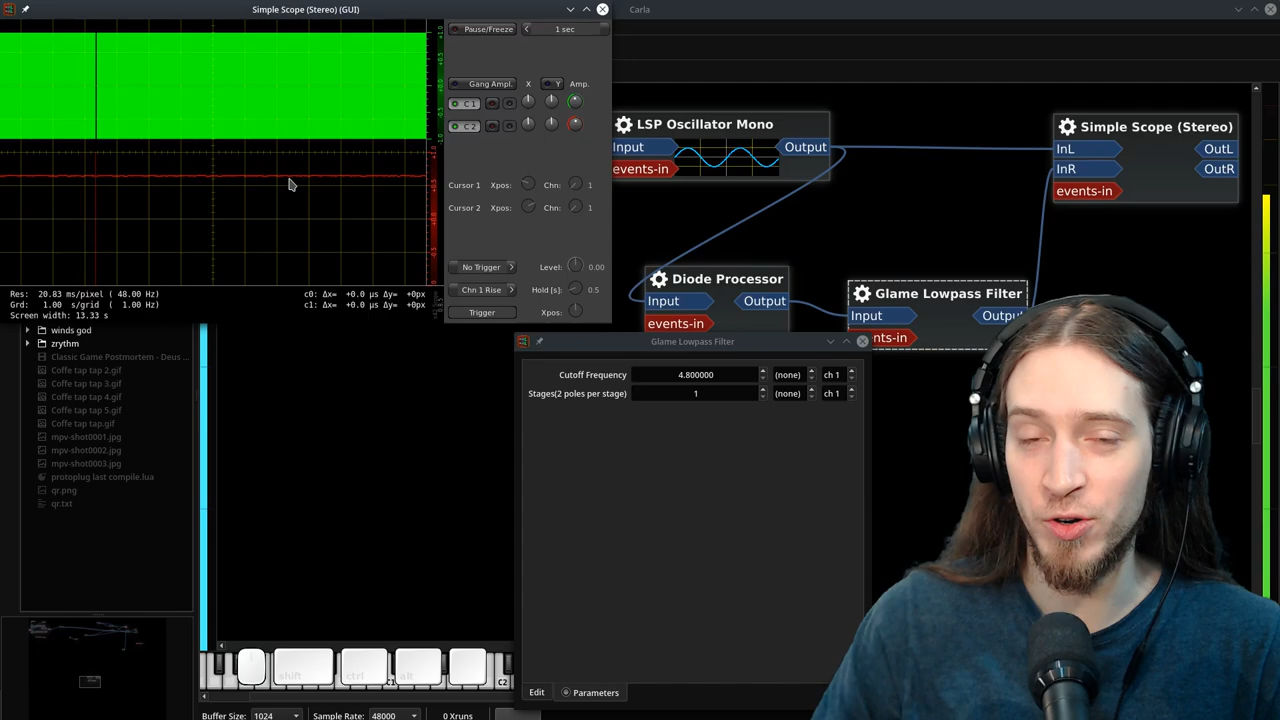 Simple Scope (Stereo) (GUI)
Carla
Pause/Freeze
1 sec
Gang Ampl.
X
Y
Amp.
C 1
C 2
Cursor 1 Xpos: Chn: 1
Cursor 2 Xpos: Chn: 1
No Trigger
Level: 0.00
Chn 1 Rise
Hold [s]: 0.5
Trigger
Xpos:
Res: 20.83 ms/pixel ( 48.00 Hz)
Grd: 1.00 s/grid ( 1.00 Hz)
Screen width: 13.33 s
c0: Δx= +0.0 µs Δy= +0px
c1: Δx= +0.0 µs Δy= +0px
LSP Oscillator Mono
Input
Output
events-in
Simple Scope (Stereo)
InL
OutL
InR
OutR
events-in
Diode Processor
Input
Output
events-in
Glame Lowpass Filter
Input
Output
events-in
winds god
zrythm
Classic Game Postmortem - Deus ...
Coffe tap tap 2.gif
Coffe tap tap 3.gif
Coffe tap tap 4.gif
Coffe tap tap 5.gif
Coffe tap tap.gif
mpv-shot0001.jpg
mpv-shot0002.jpg
mpv-shot0003.jpg
protoplug last compile.lua
qr.png
qr.txt
Glame Lowpass Filter
Cutoff Frequency 4.800000 (none) ch 1
Stages(2 poles per stage) 1 (none) ch 1
Edit
Parameters
shift
ctrl
alt
C2
Buffer Size: 1024
Sample Rate: 48000
0 Xruns